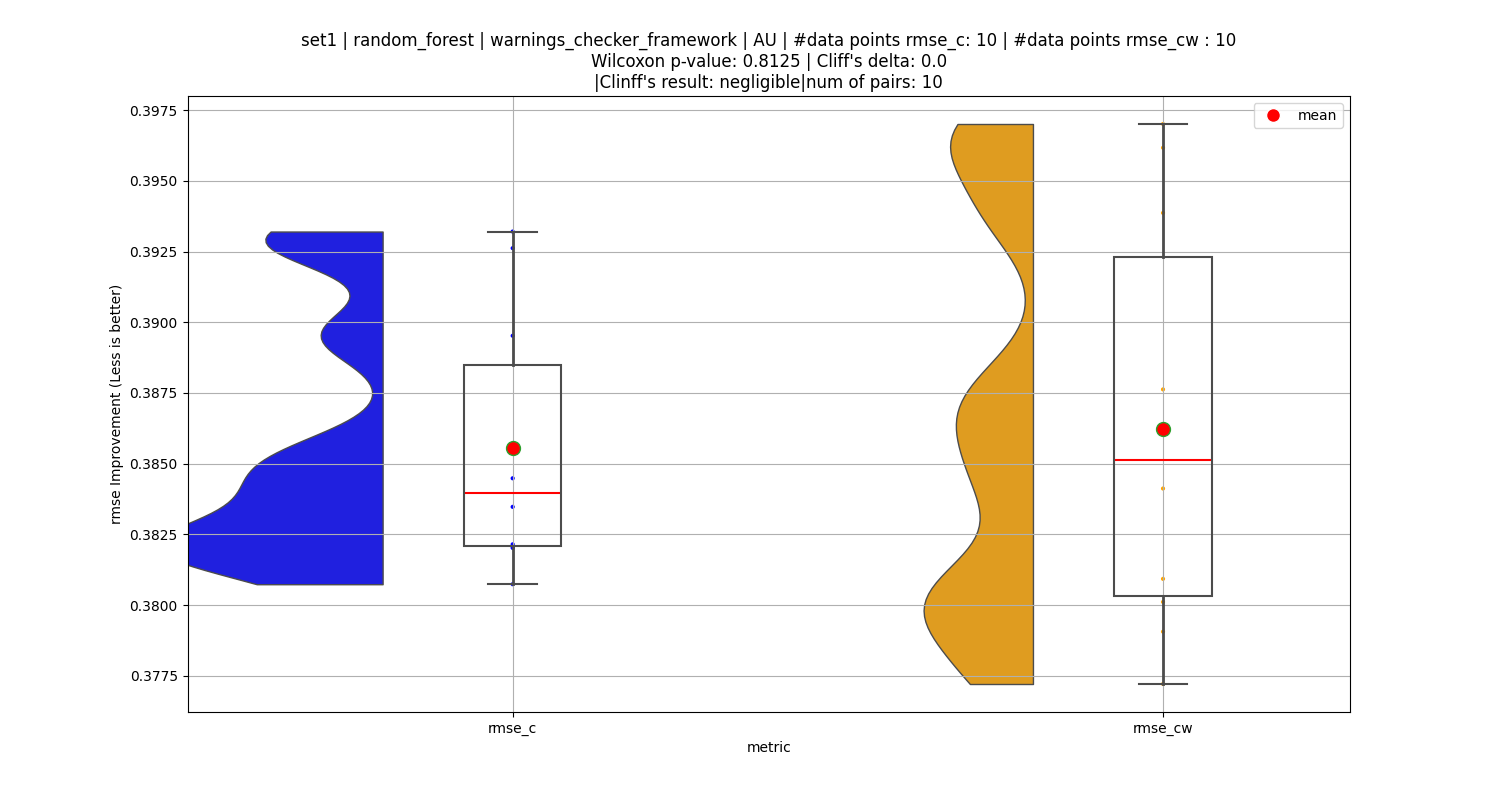 set1 | random_forest | warnings_checker_framework | AU | #data points rmse_c: 10 | #data points rmse_cw : 10
Wilcoxon p-value: 0.8125 | Cliff's delta: 0.0
|Clinff's result: negligible|num of pairs: 10
mean
rmse Improvement (Less is better)
0.3975
0.3950
0.3925
0.3900
0.3875
0.3850
0.3825
0.3800
0.3775
rmse_c
rmse_cw
metric